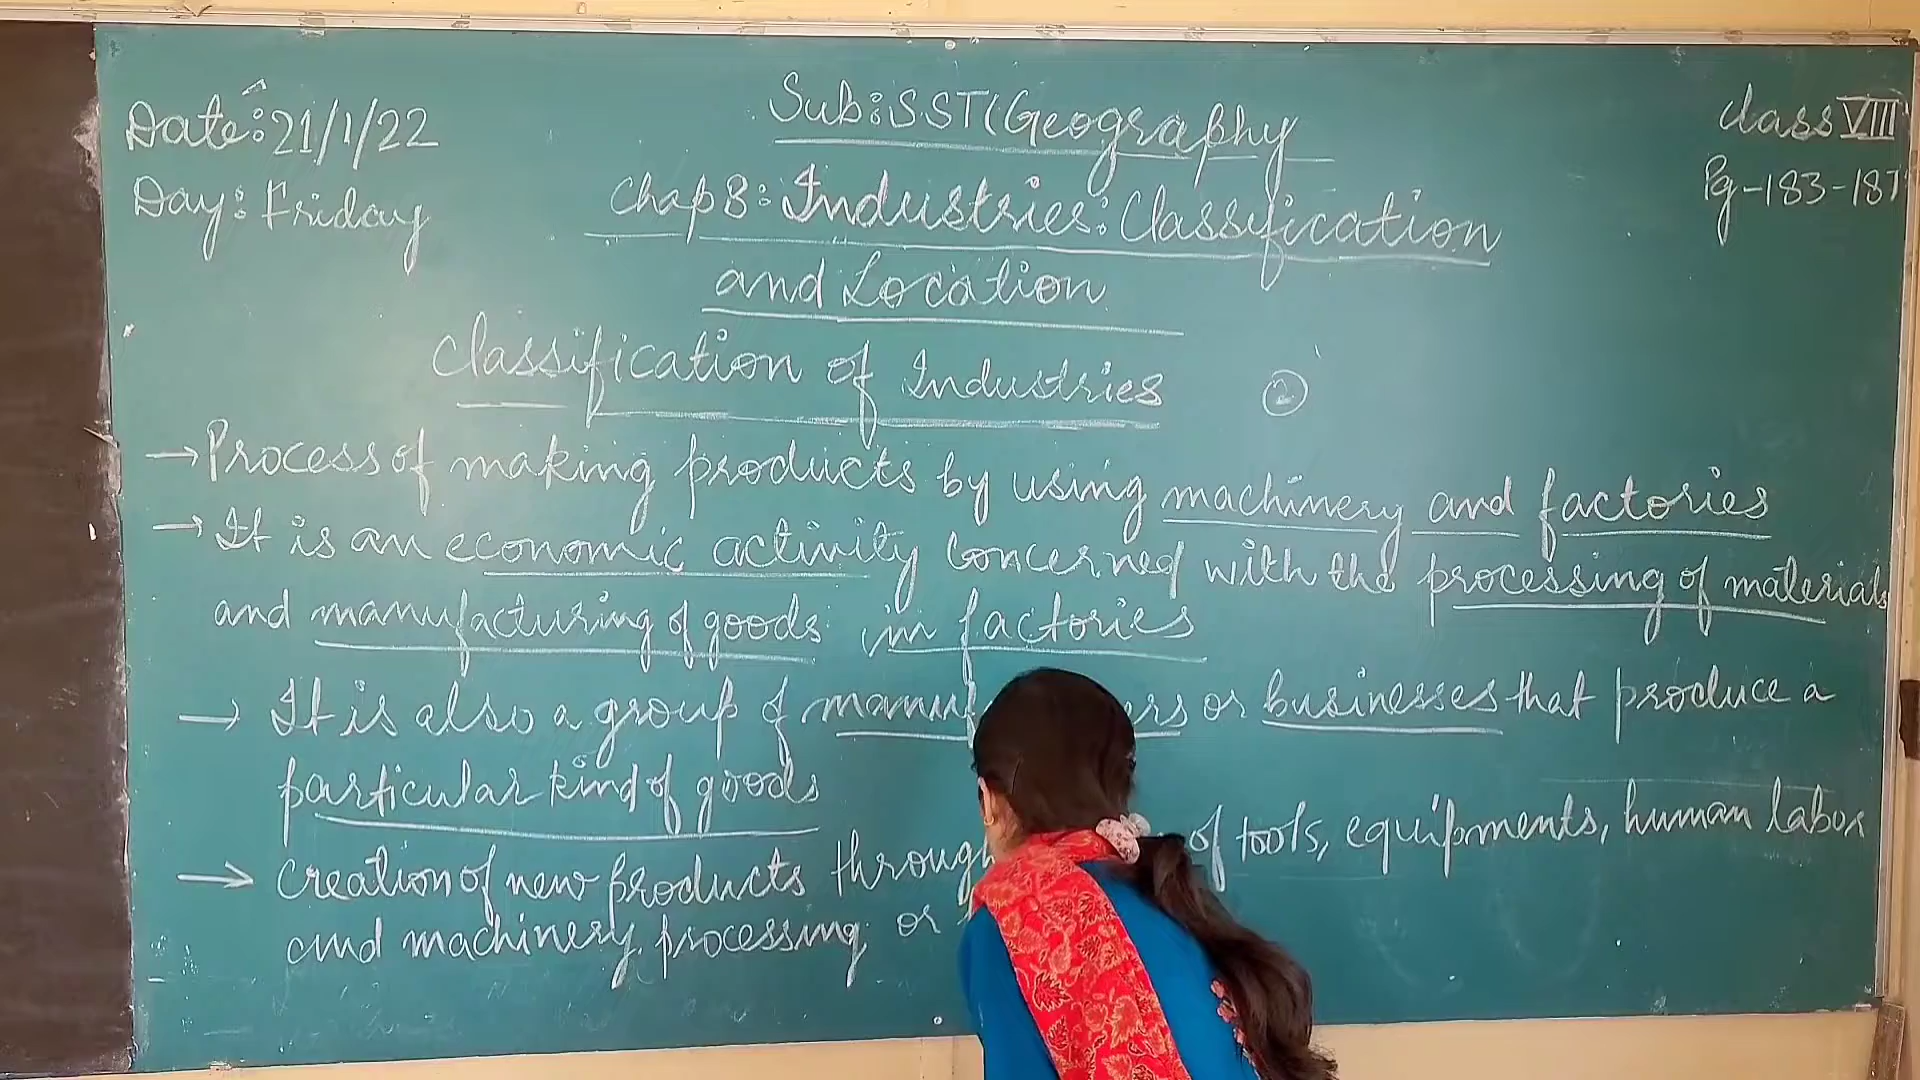 Date: 21/1/22
Sub: SST (Geography
Class VIII
Day: Friday
Pg-183-187
Chap 8: Industries: Classification
and Location
Classification of Industries
2
→ Process of making products by using machinery and factories
→ It is an economic activity concerned with the processing of materials
and manufacturing of goods in factories
→ It is also a group of or businesses that produce a
particular kind of goods
→ Creation of new products through of tools, equipments, human labor
and machinery processing or